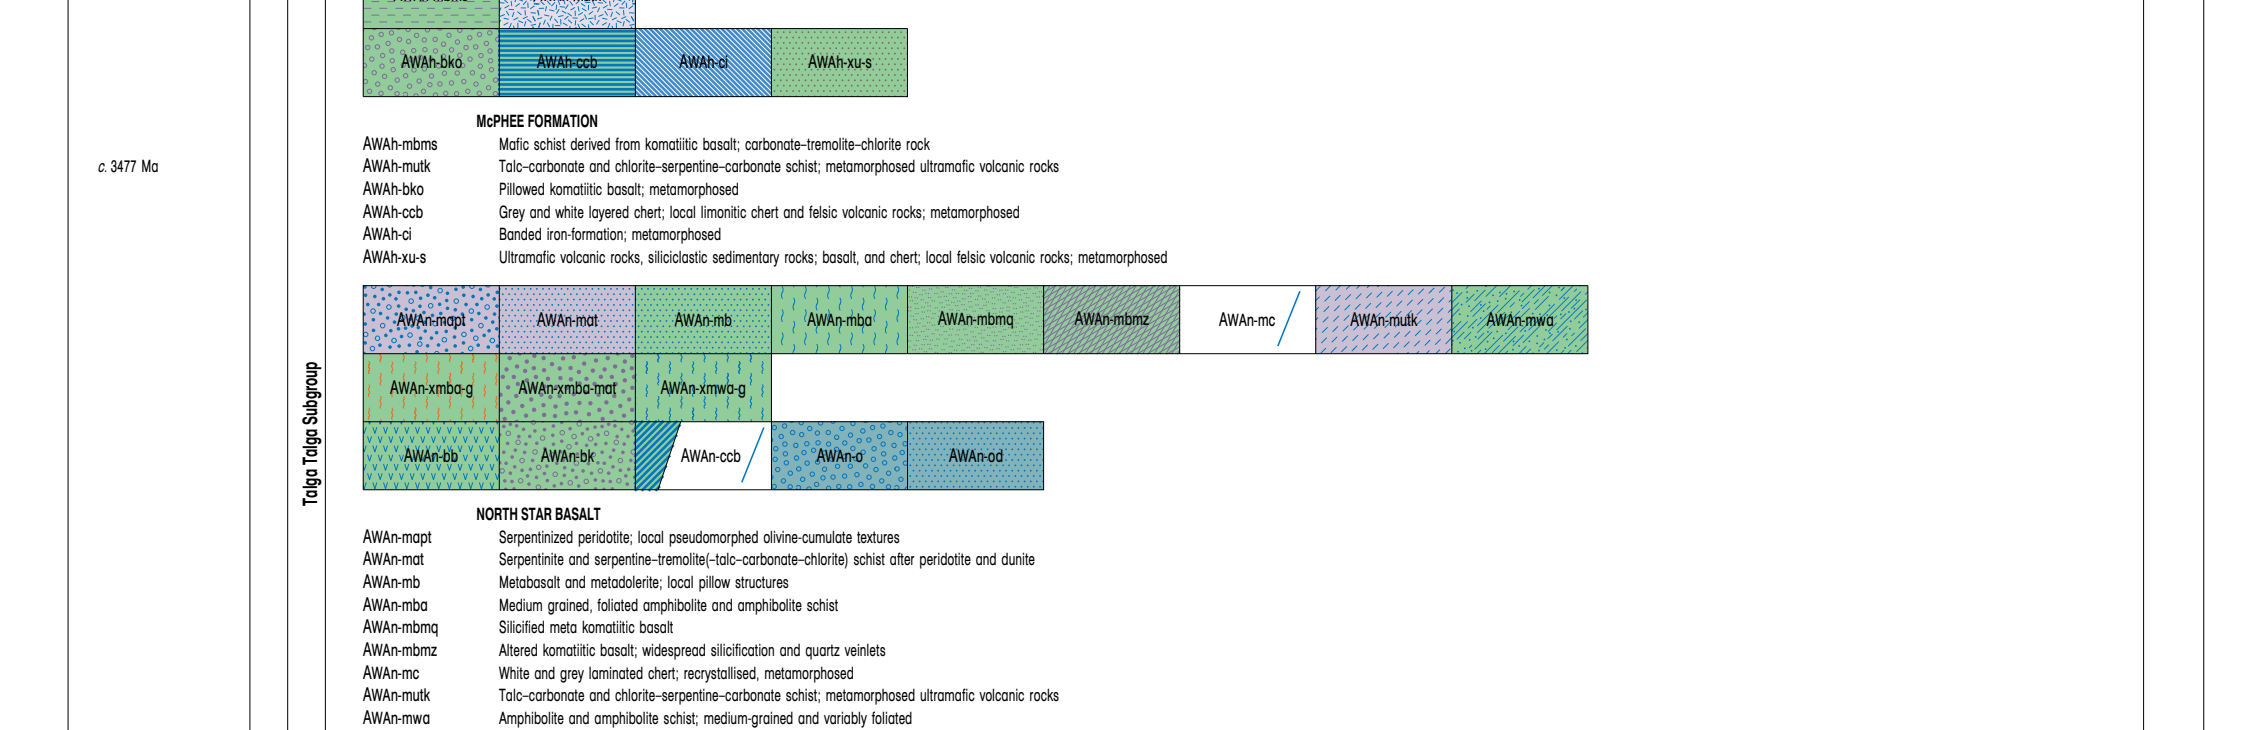 AWAh-bko AWAh-ccb AWAh-ci AWAh-xu-s
McPHEE FORMATION
AWAh-mbms Mafic schist derived from komatiitic basalt; carbonate–tremolite–chlorite rock
c. 3477 Ma
AWAh-mutk Talc–carbonate and chlorite–serpentine–carbonate schist; metamorphosed ultramafic volcanic rocks
AWAh-bko Pillowed komatiitic basalt; metamorphosed
AWAh-ccb Grey and white layered chert; local limonitic chert and felsic volcanic rocks; metamorphosed
AWAh-ci Banded iron-formation; metamorphosed
AWAh-xu-s Ultramafic volcanic rocks, siliciclastic sedimentary rocks; basalt, and chert; local felsic volcanic rocks; metamorphosed
AWAn-mapt AWAn-mat AWAn-mb AWAn-mba AWAn-mbmq AWAn-mbmz AWAn-mc AWAn-mutk AWAn-mwa
AWAn-xmba-g AWAn-xmba-mat AWAn-xmwa-g
Talga Talga Subgroup
AWAn-bb AWAn-bk AWAn-ccb AWAn-o AWAn-od
NORTH STAR BASALT
AWAn-mapt Serpentinized peridotite; local pseudomorphed olivine-cumulate textures
AWAn-mat Serpentinite and serpentine–tremolite(–talc–carbonate–chlorite) schist after peridotite and dunite
AWAn-mb Metabasalt and metadolerite; local pillow structures
AWAn-mba Medium grained, foliated amphibolite and amphibolite schist
AWAn-mbmq Silicified meta komatiitic basalt
AWAn-mbmz Altered komatiitic basalt; widespread silicification and quartz veinlets
AWAn-mc White and grey laminated chert; recrystallised, metamorphosed
AWAn-mutk Talc–carbonate and chlorite–serpentine–carbonate schist; metamorphosed ultramafic volcanic rocks
AWAn-mwa Amphibolite and amphibolite schist; medium-grained and variably foliated